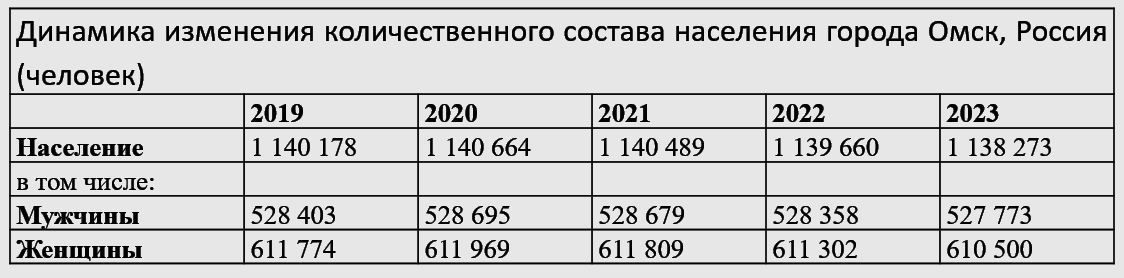 Динамика изменения количественного состава населения города Омск, Россия
(человек)
2019 2020 2021 2022 2023
Население 1 140 178 1 140 664 1 140 489 1 139 660 1 138 273
в том числе:
Мужчины 528 403 528 695 528 679 528 358 527 773
Женщины 611 774 611 969 611 809 611 302 610 500